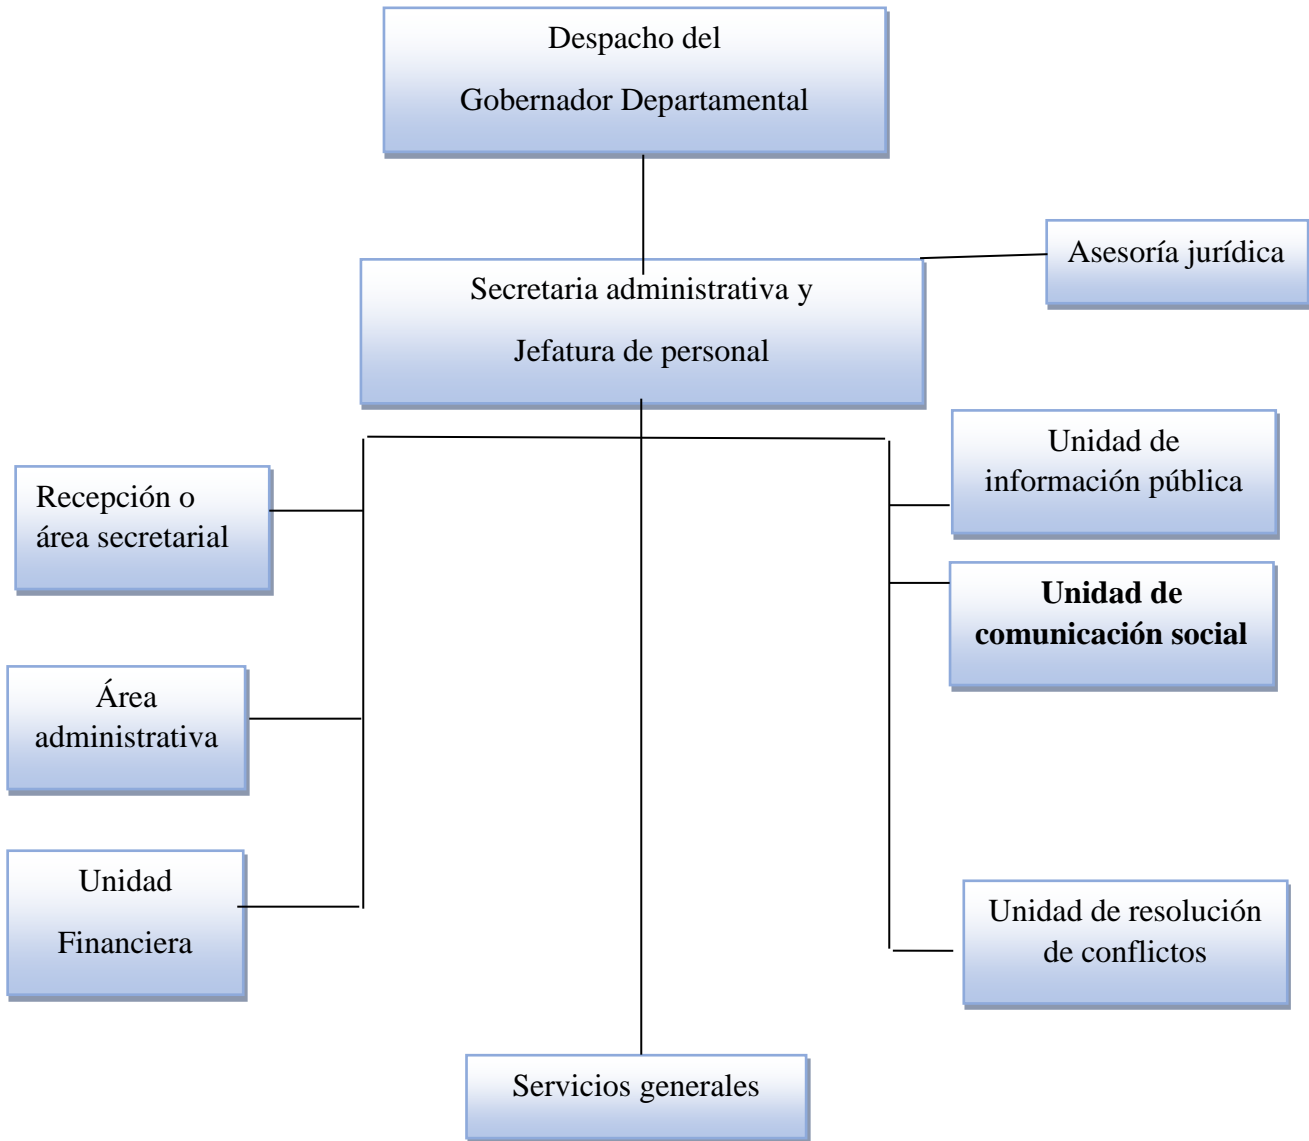 Despacho del
Gobernador Departamental
Asesoría jurídica
Secretaria administrativa y
Jefatura de personal
Unidad de
información pública
Recepción o
área secretarial
Unidad de
comunicación social
Área
administrativa
Unidad
Financiera
Unidad de resolución
de conflictos
Servicios generales